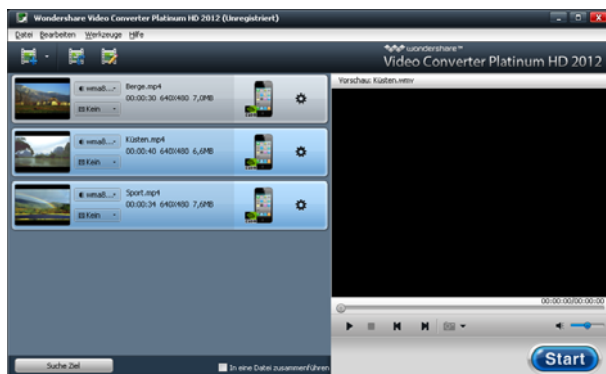 Wondershare Video Converter Platinum HD 2012 (Unregistriert)
Datei Bearbeiten Werkzeuge Hilfe
wondershare™
Video Converter Platinum HD 2012
Vorschau: Küsten.wmv
Berge.mp4
00:00:30 640X480 7,0MB
Kein
Küsten.mp4
00:00:40 640X480 6,6MB
Kein
Sport.mp4
00:00:34 640X480 7,6MB
Kein
00:00:00/00:00:00
Suche Ziel
In eine Datei zusammenführen
Start